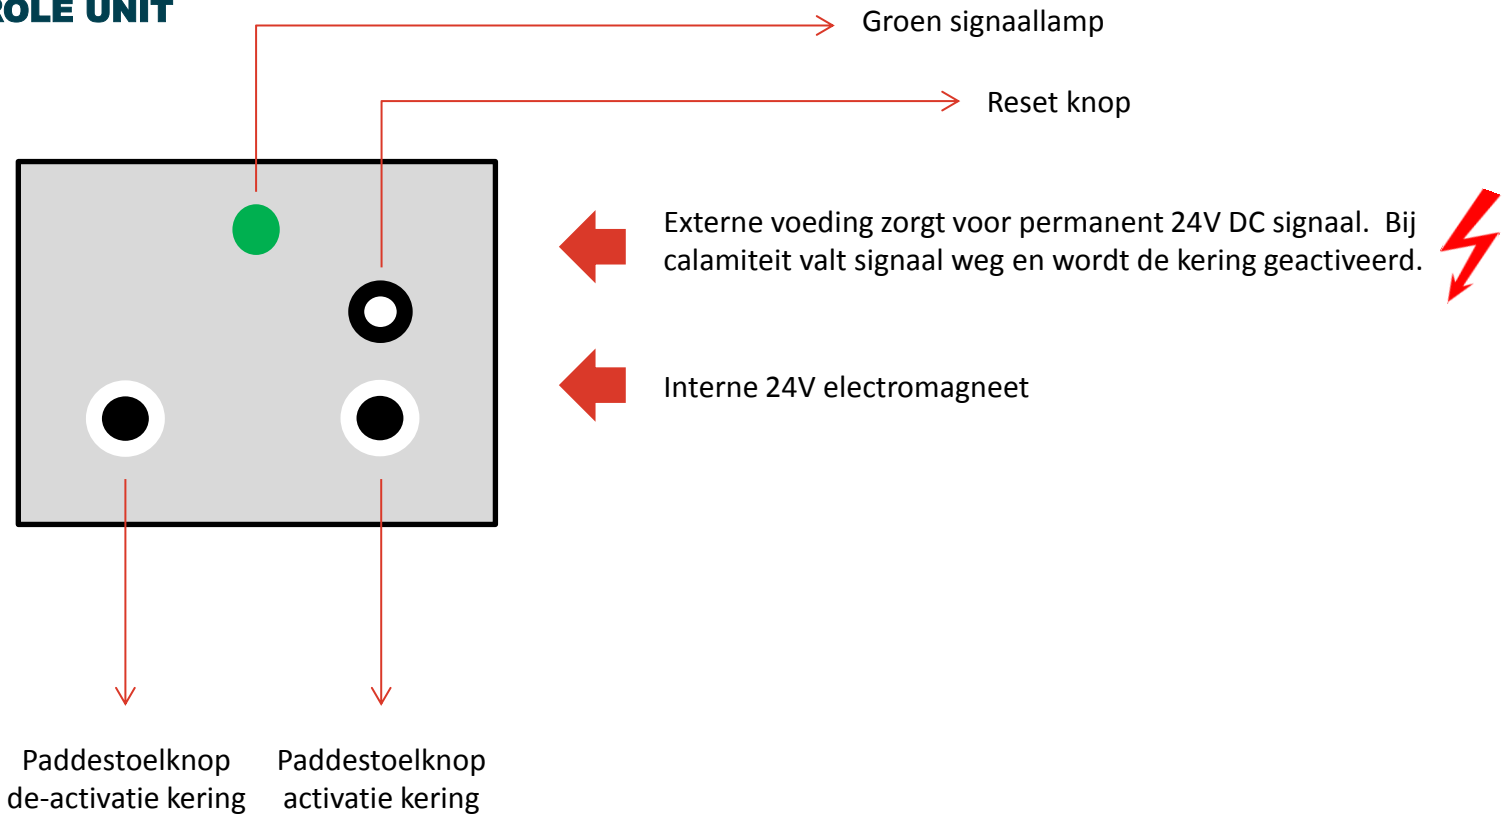 ROLE UNIT
Groen signaallamp
Reset knop
Externe voeding zorgt voor permanent 24V DC signaal. Bij
calamiteit valt signaal weg en wordt de kering geactiveerd.
Interne 24V electromagneet
Paddestoelknop
de-activatie kering
Paddestoelknop
activatie kering